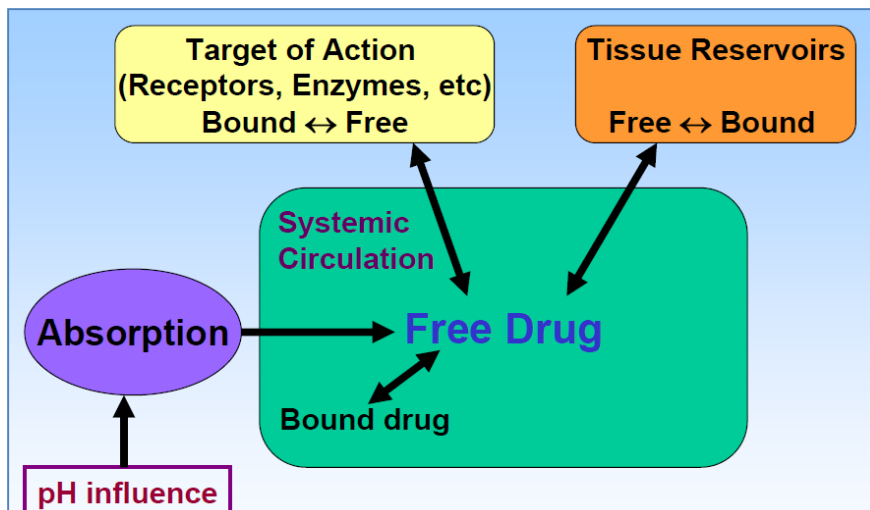 Target of Action
(Receptors, Enzymes, etc)
Bound ↔ Free
Tissue Reservoirs
Free ↔ Bound
Systemic
Circulation
Absorption
Free Drug
Bound drug
pH influence